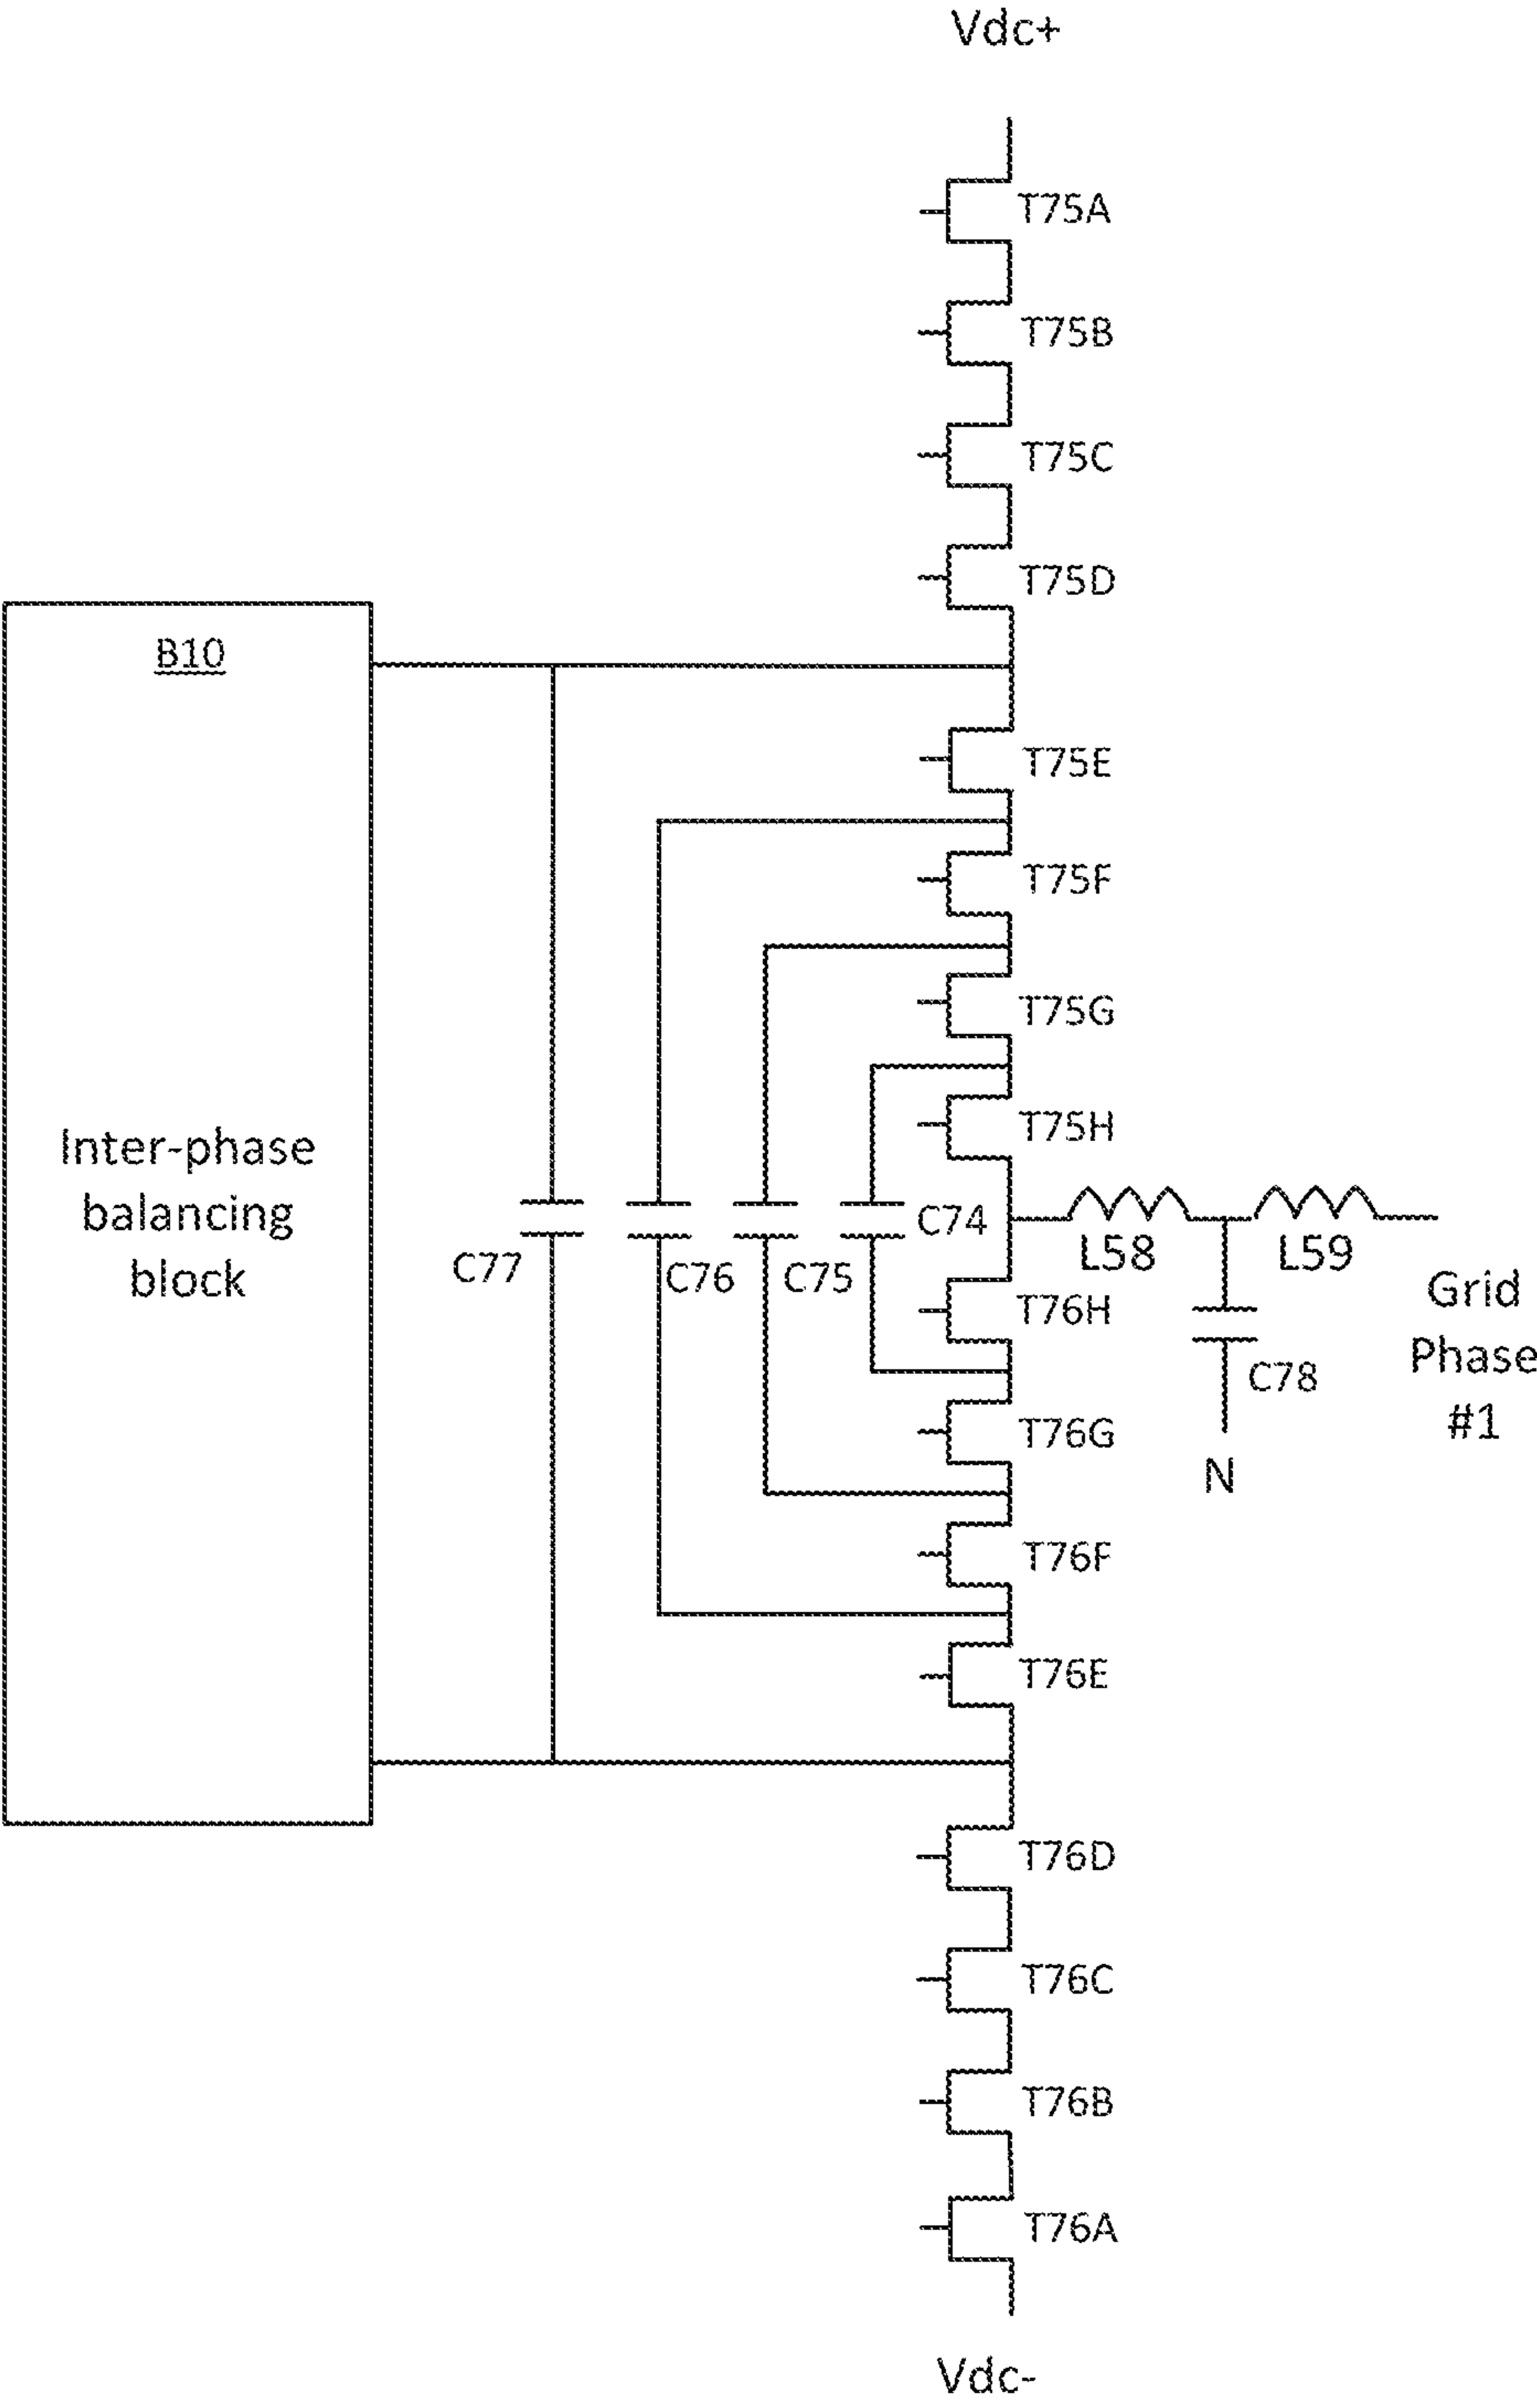 Vdc+
T75A
T75B
T75C
T75D
B10
T75E
T75F
T75G
T75H
Inter-phase
balancing
block
C77
C76
C75
C74
L58
L59
Grid
Phase
#1
T76H
C78
N
T76G
T76F
T76E
T76D
T76C
T76B
T76A
Vdc-